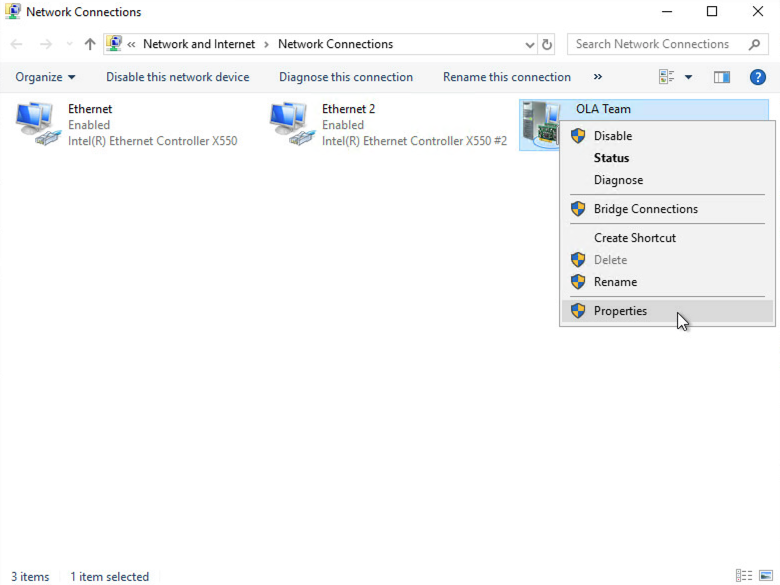 Network Connections
« Network and Internet › Network Connections
Search Network Connections
Organize
Disable this network device
Diagnose this connection
Rename this connection
»
Ethernet
Enabled
Intel(R) Ethernet Controller X550
Ethernet 2
Enabled
Intel(R) Ethernet Controller X550 #2
OLA Team
Disable
Status
Diagnose
Bridge Connections
Create Shortcut
Delete
Rename
Properties
3 items
1 item selected